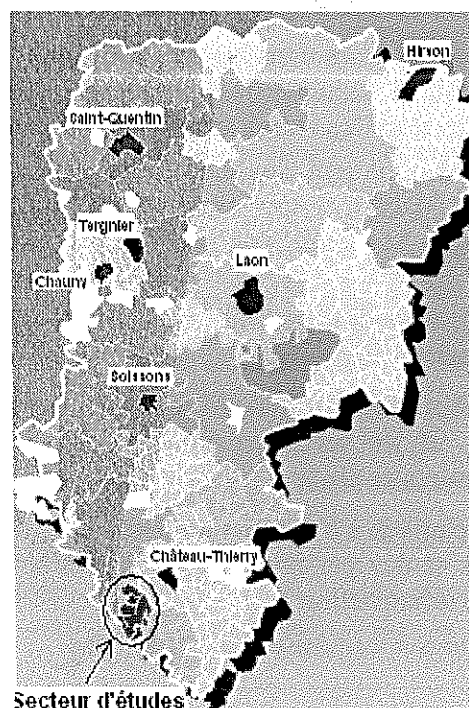 Hirson
Saint-Quentin
Tergnier
Chauny
Laon
Soissons
Château-Thierry
Secteur d'études